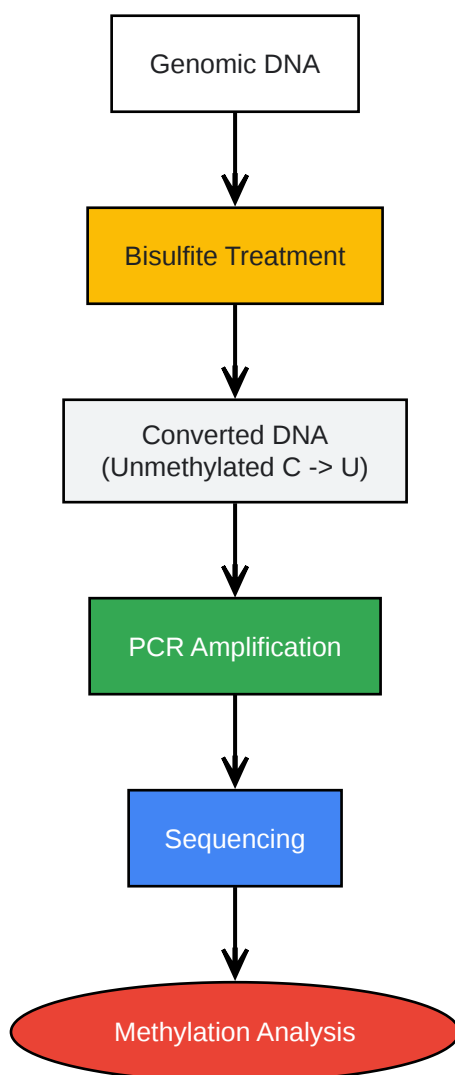 Genomic DNA
Bisulfite Treatment
Converted DNA
(Unmethylated C -> U)
PCR Amplification
Sequencing
Methylation Analysis